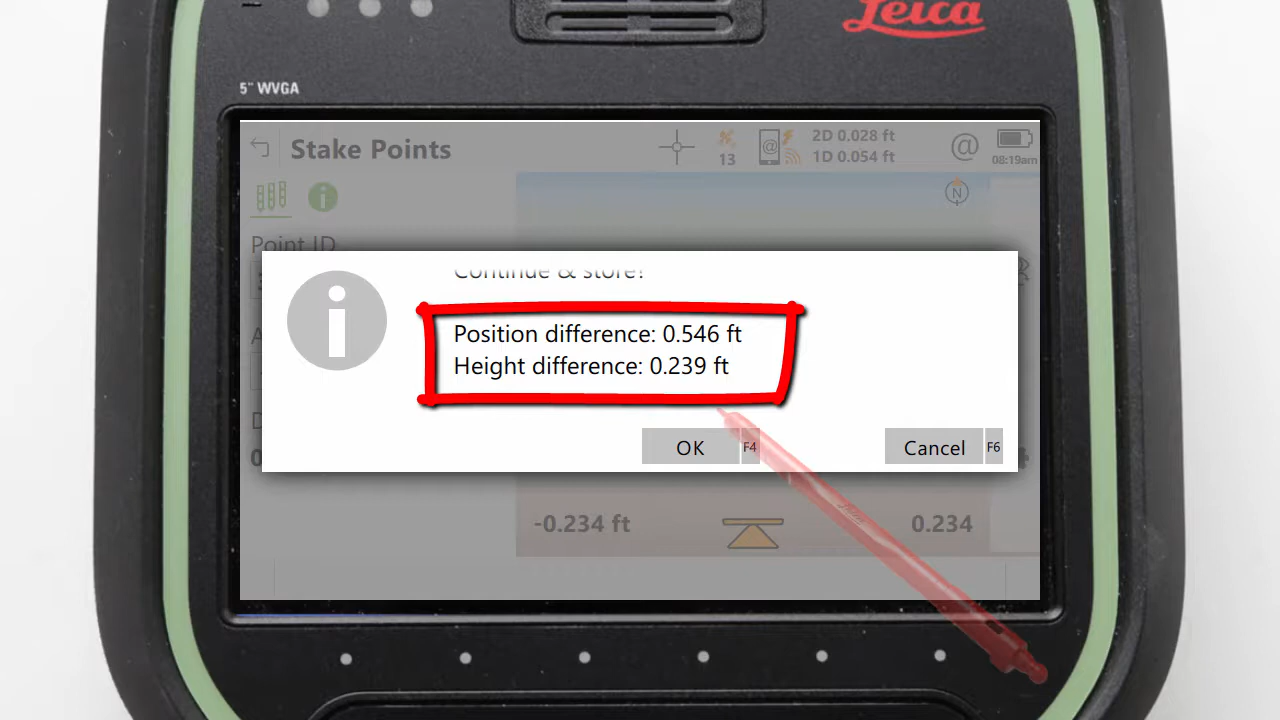 Leica
5" WVGA
Stake Points
13
2D 0.028 ft
1D 0.054 ft
@
@
08:19am
N
Point ID
Continue & store?
Position difference: 0.546 ft
Height difference: 0.239 ft
OK F4
Cancel F6
-0.234 ft
0.234